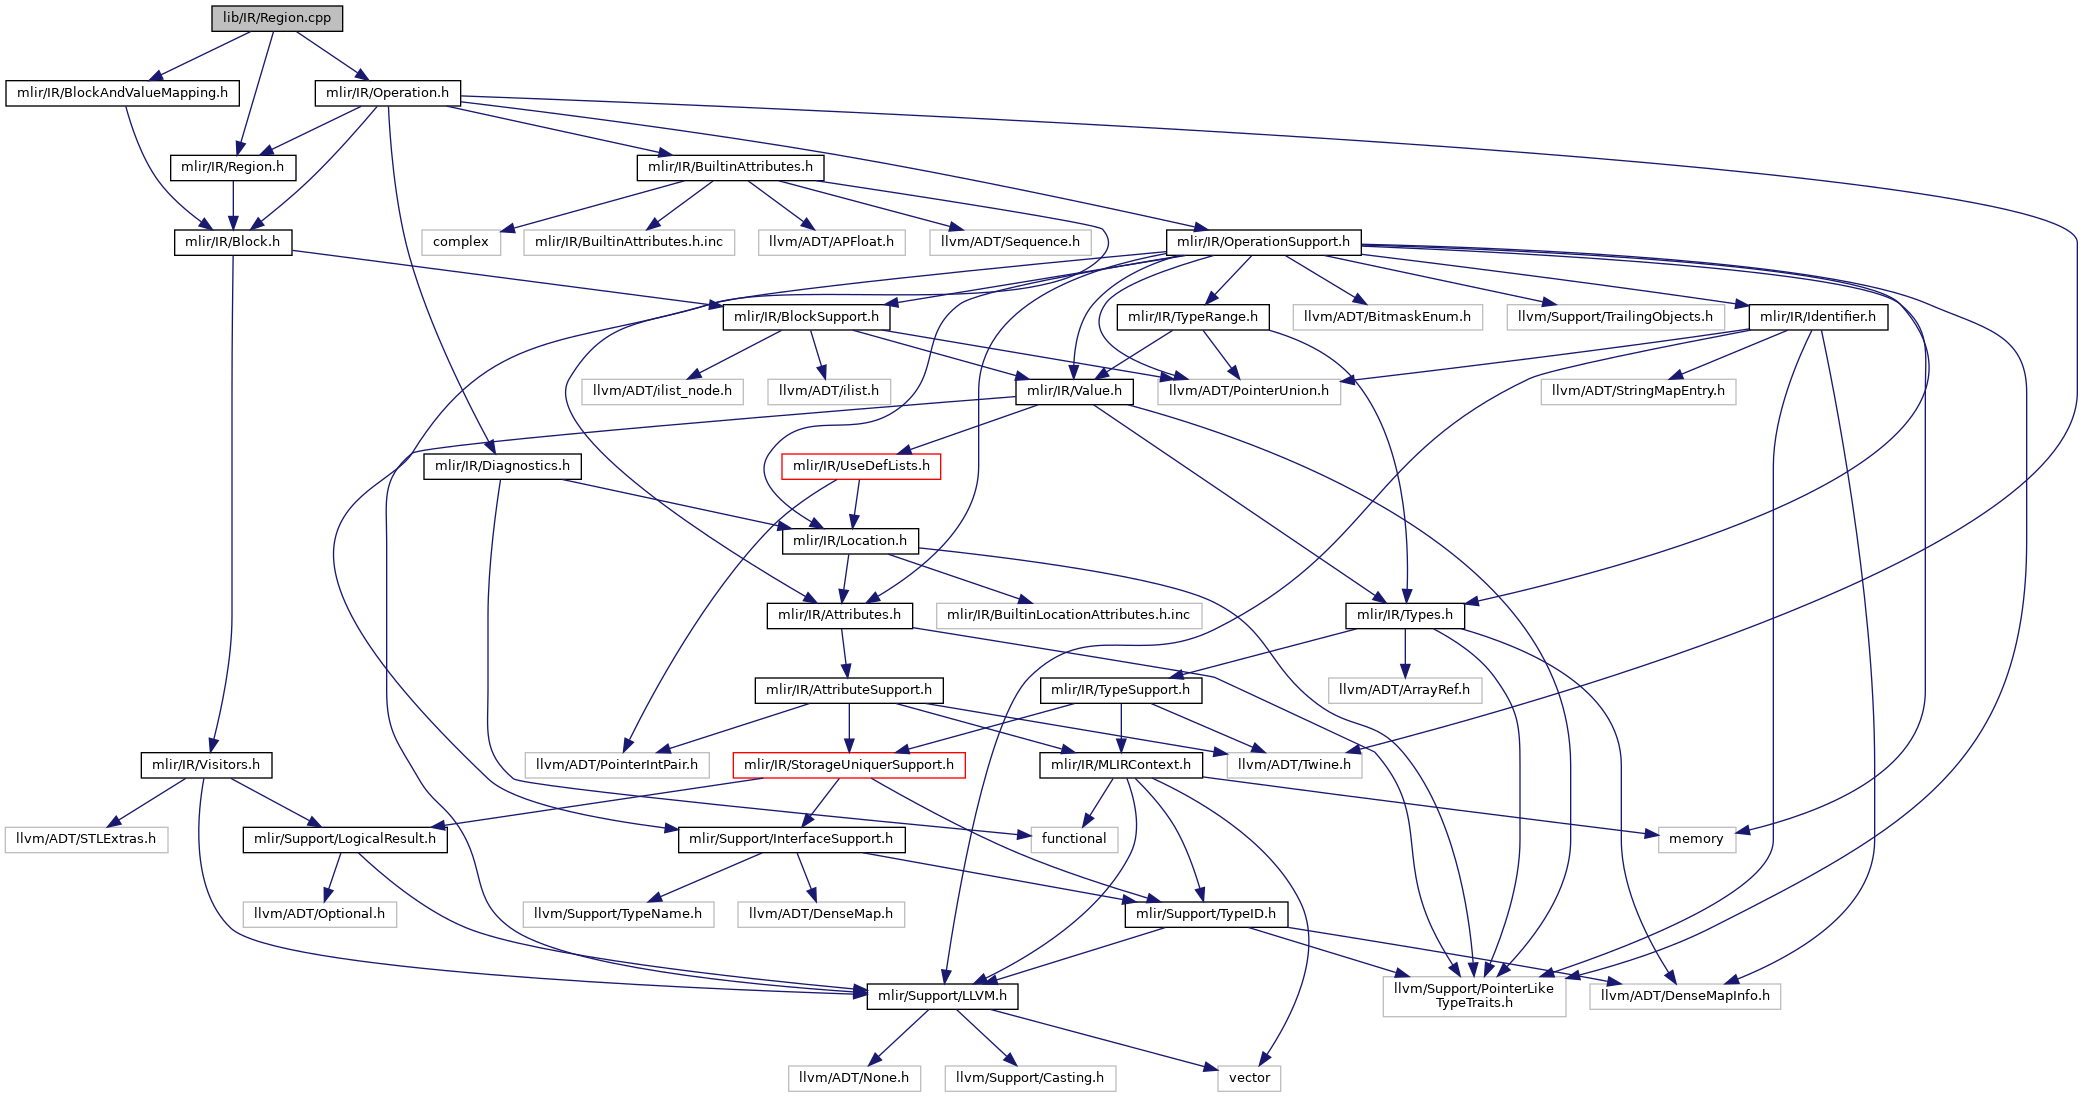 lib/IR/Region.cpp
mlir/IR/BlockAndValueMapping.h
mlir/IR/Operation.h
mlir/IR/Region.h
mlir/IR/BuiltinAttributes.h
mlir/IR/Block.h
complex
mlir/IR/BuiltinAttributes.h.inc
llvm/ADT/APFloat.h
llvm/ADT/Sequence.h
mlir/IR/OperationSupport.h
mlir/IR/BlockSupport.h
mlir/IR/TypeRange.h
llvm/ADT/BitmaskEnum.h
llvm/Support/TrailingObjects.h
mlir/IR/Identifier.h
llvm/ADT/ilist_node.h
llvm/ADT/ilist.h
mlir/IR/Value.h
llvm/ADT/PointerUnion.h
llvm/ADT/StringMapEntry.h
mlir/IR/Diagnostics.h
mlir/IR/UseDefLists.h
mlir/IR/Location.h
mlir/IR/Attributes.h
mlir/IR/BuiltinLocationAttributes.h.inc
mlir/IR/Types.h
mlir/IR/AttributeSupport.h
mlir/IR/TypeSupport.h
llvm/ADT/ArrayRef.h
mlir/IR/Visitors.h
llvm/ADT/PointerIntPair.h
mlir/IR/StorageUniquerSupport.h
mlir/IR/MLIRContext.h
llvm/ADT/Twine.h
llvm/ADT/STLExtras.h
mlir/Support/LogicalResult.h
mlir/Support/InterfaceSupport.h
functional
memory
llvm/ADT/Optional.h
llvm/Support/TypeName.h
llvm/ADT/DenseMap.h
mlir/Support/TypeID.h
mlir/Support/LLVM.h
llvm/Support/PointerLike
TypeTraits.h
llvm/ADT/DenseMapInfo.h
llvm/ADT/None.h
llvm/Support/Casting.h
vector